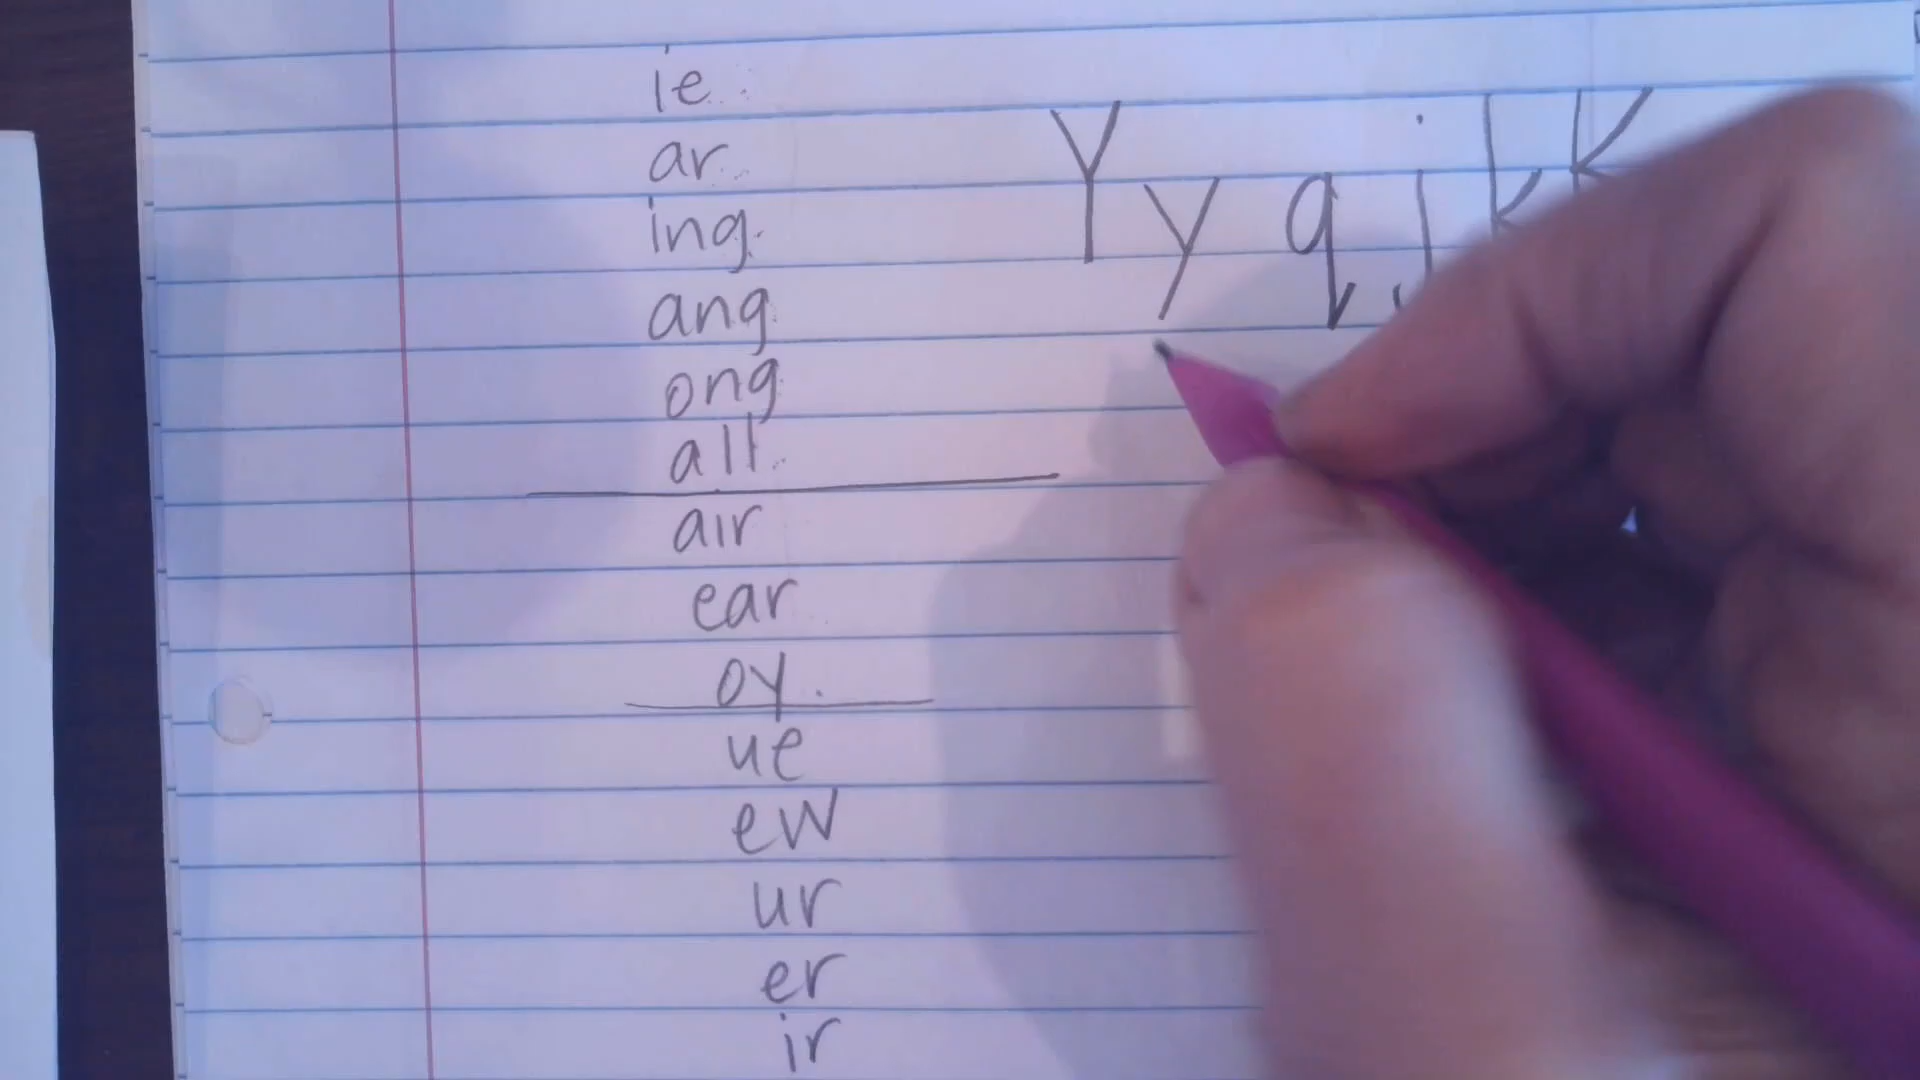 ie
ar
ing
ang
ong
all
air
ear
oy
ue
ew
ur
er
ir
Y y q j k K